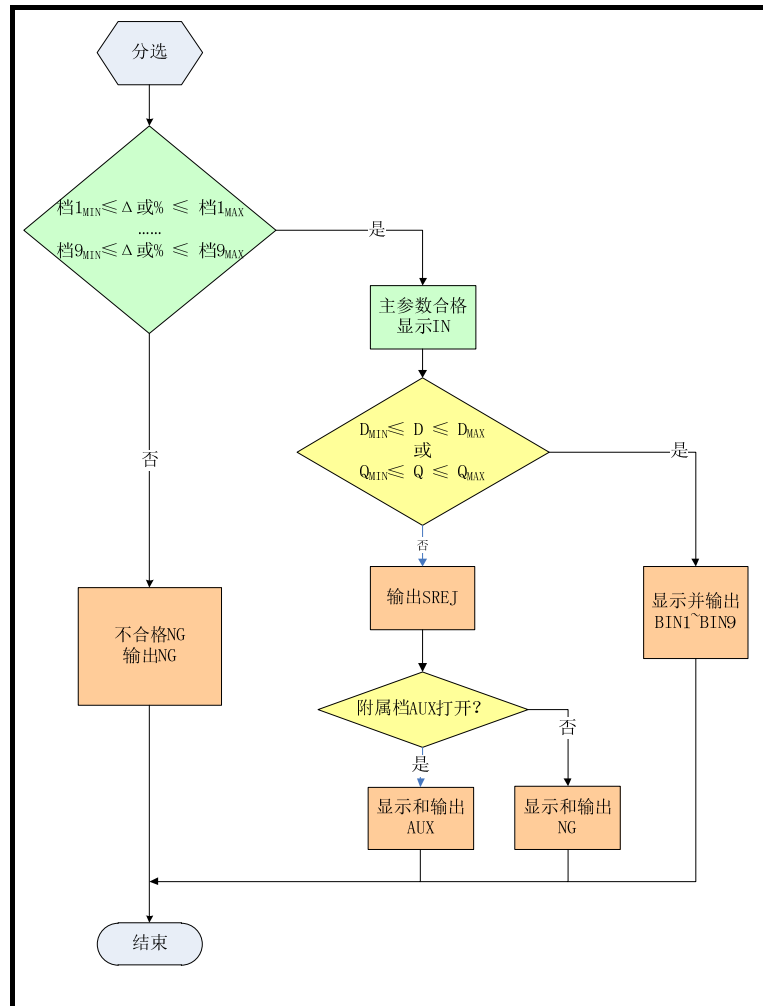 分选
档1MIN≤Δ或% ≤ 档1MAX
……
档9MIN≤Δ或% ≤ 档9MAX
是
主参数合格
显示IN
DMIN≤ D ≤ DMAX
或
QMIN≤ Q ≤ QMAX
是
否
否
输出SREJ
显示并输出
BIN1~BIN9
不合格NG
输出NG
附属档AUX打开?
否
是
显示和输出
AUX
显示和输出
NG
结束